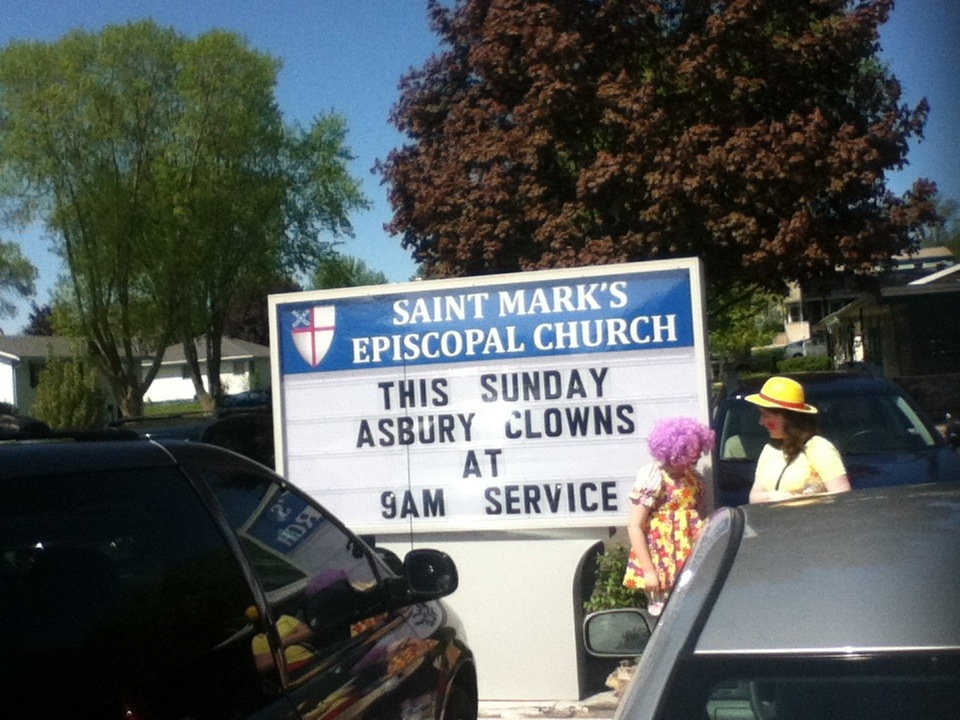 SAINT MARK'S
EPISCOPAL CHURCH
THIS SUNDAY
ASBURY CLOWNS
AT
9AM SERVICE